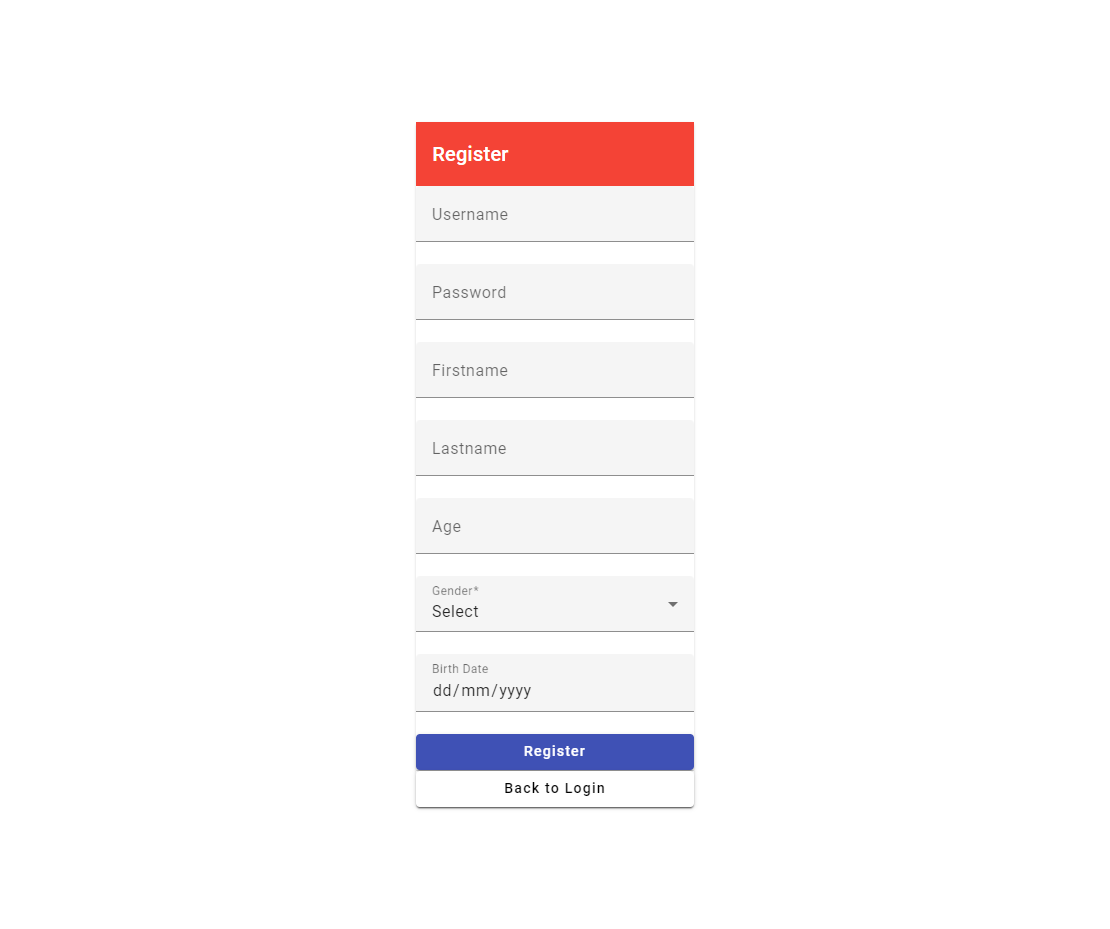 Register
Username
Password
Firstname
Lastname
Age
Gender*
Select
Birth Date
dd/mm/yyyy
Register
Back to Login